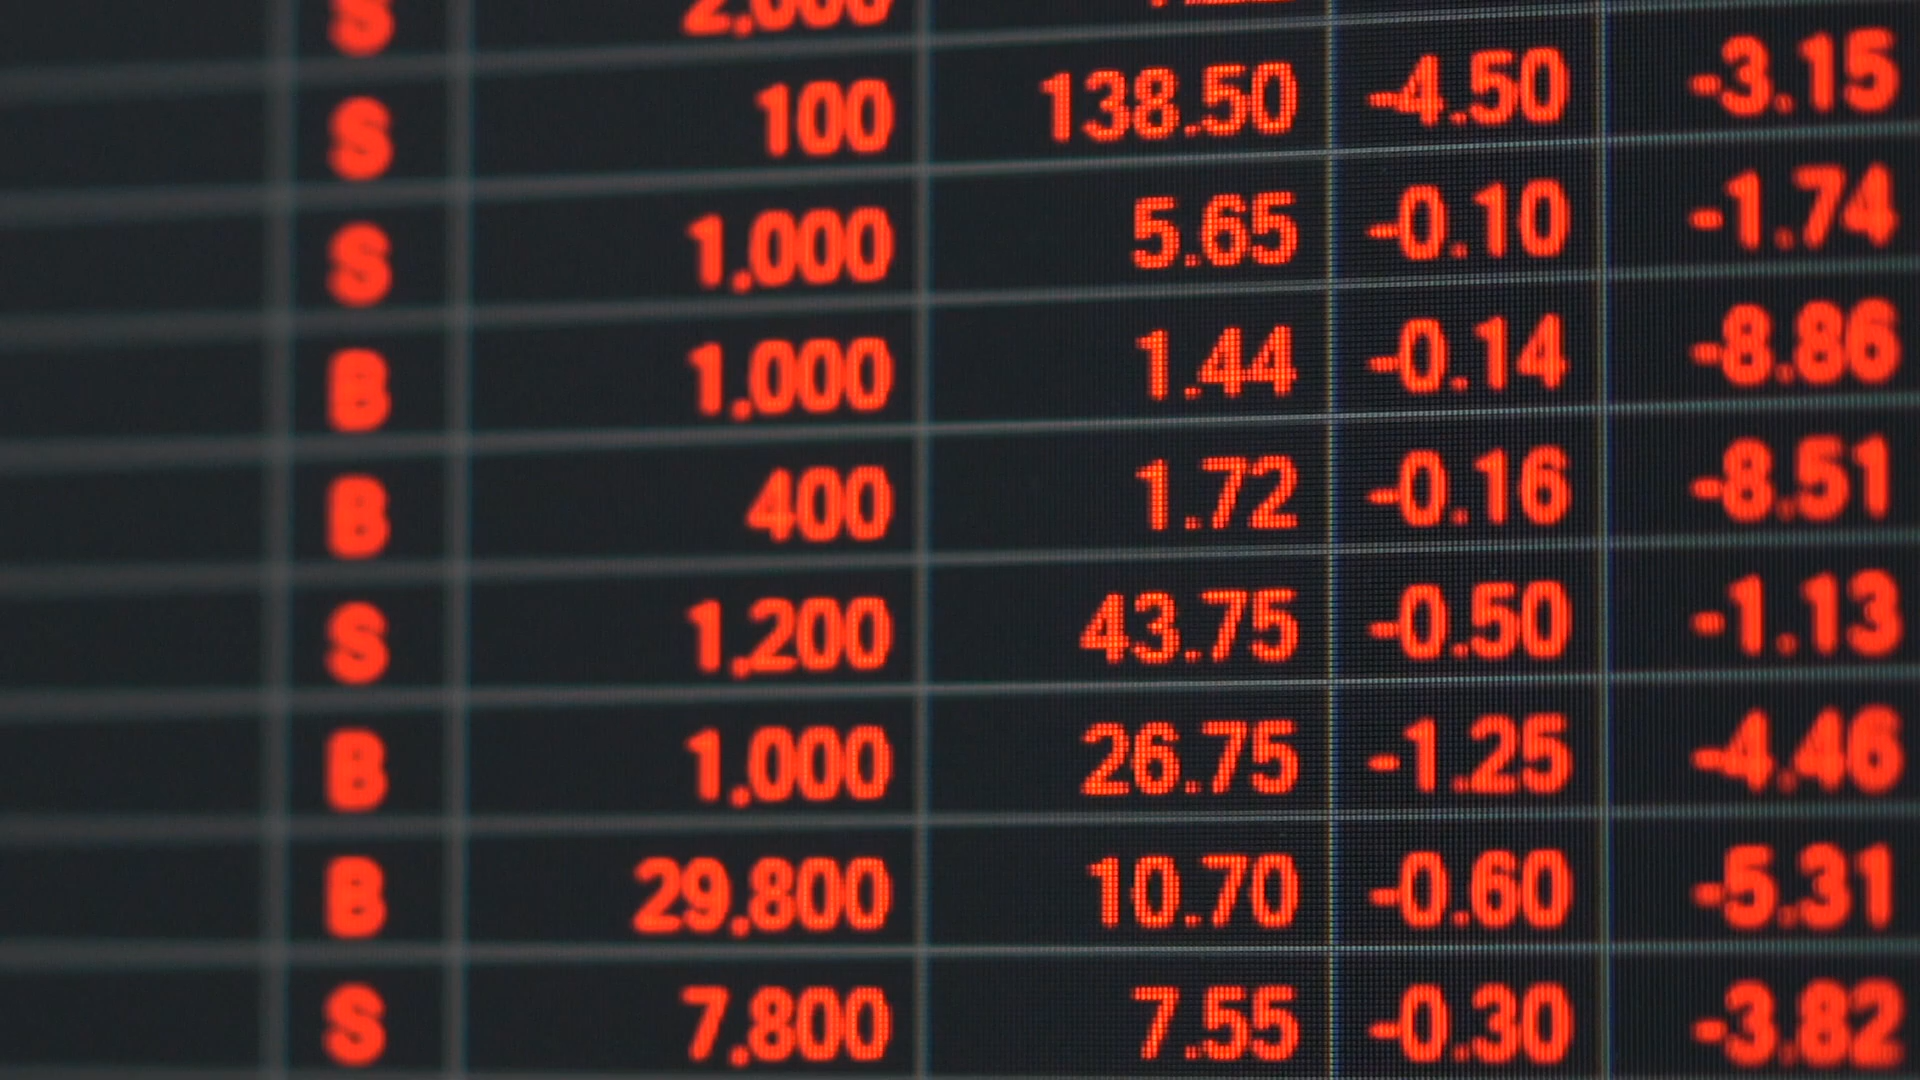 S 2,000
S 100 138.50 -4.50 -3.15
S 1,000 5.65 -0.10 -1.74
B 1,000 1.44 -0.14 -8.86
B 400 1.72 -0.16 -8.51
S 1,200 43.75 -0.50 -1.13
B 1,000 26.75 -1.25 -4.46
B 29,800 10.70 -0.60 -5.31
S 7,800 7.55 -0.30 -3.82